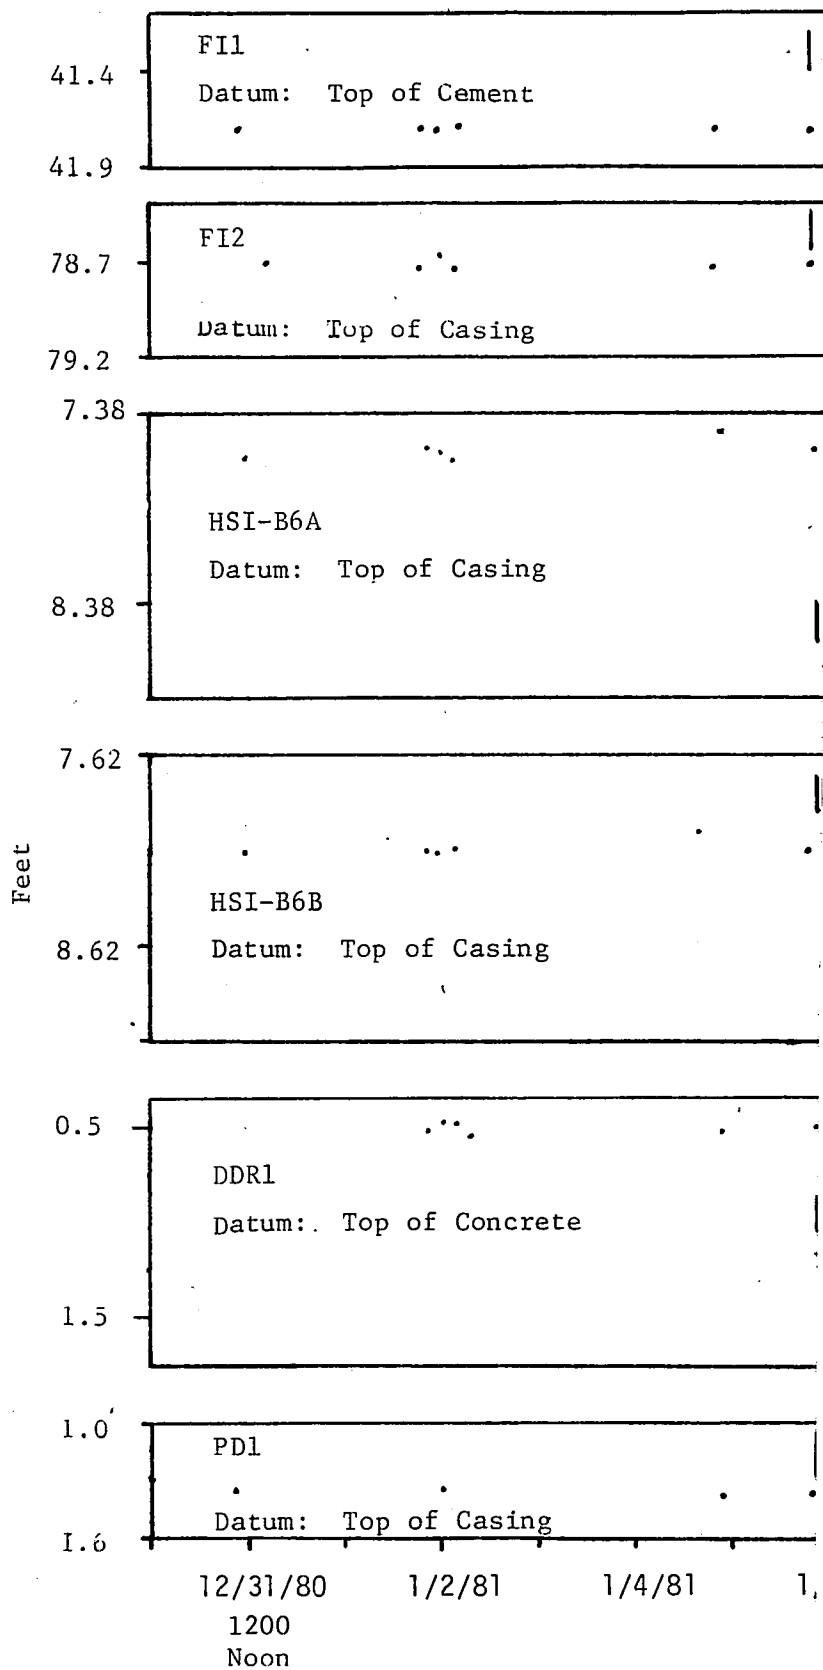 FI1
41.4
Datum: Top of Cement
41.9
FI2
78.7
Datum: Top of Casing
79.2
7.38
HSI-B6A
Datum: Top of Casing
8.38
7.62
Feet
HSI-B6B
8.62
Datum: Top of Casing
0.5
DDR1
Datum: Top of Concrete
1.5
1.0
PD1
Datum: Top of Casing
1.6
12/31/80 1/2/81 1/4/81 1/
1200
Noon